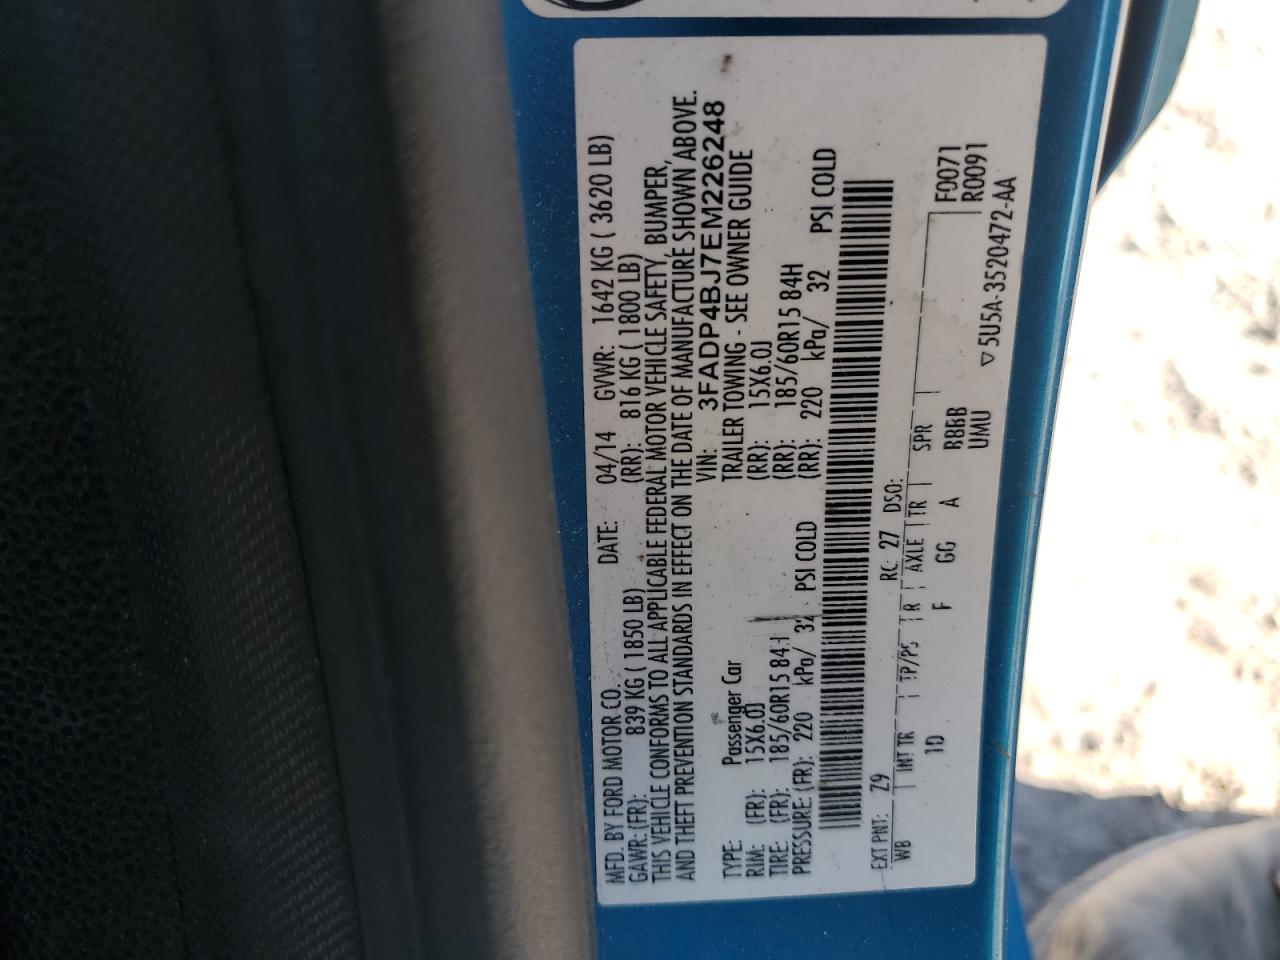 MFD. BY FORD MOTOR CO. DATE: 04/14 GVWR: 1642 KG ( 3620 LB)
GAWR: (FR): 839 KG ( 1850 LB) (RR): 816 KG ( 1800 LB)
THIS VEHICLE CONFORMS TO ALL APPLICABLE FEDERAL MOTOR VEHICLE SAFETY, BUMPER,
AND THEFT PREVENTION STANDARDS IN EFFECT ON THE DATE OF MANUFACTURE SHOWN ABOVE.
VIN: 3FADP4BJ7EM226248
TYPE: Passenger Car TRAILER TOWING - SEE OWNER GUIDE
RIM: (FR): 15X6.0J (RR): 15X6.0J
TIRE: (FR): 185/60R15 84H (RR): 185/60R15 84H
PRESSURE: (FR): 220 kPa/ 32 PSI COLD (RR): 220 kPa/ 32 PSI COLD
EXT PNT: Z9 RC: 27 DSO:
WB INT TR TP/PS R AXLE TR SPR F0071
1D F GG A BBBB R0091
UMU
▽ 5U5A-3520472-AA